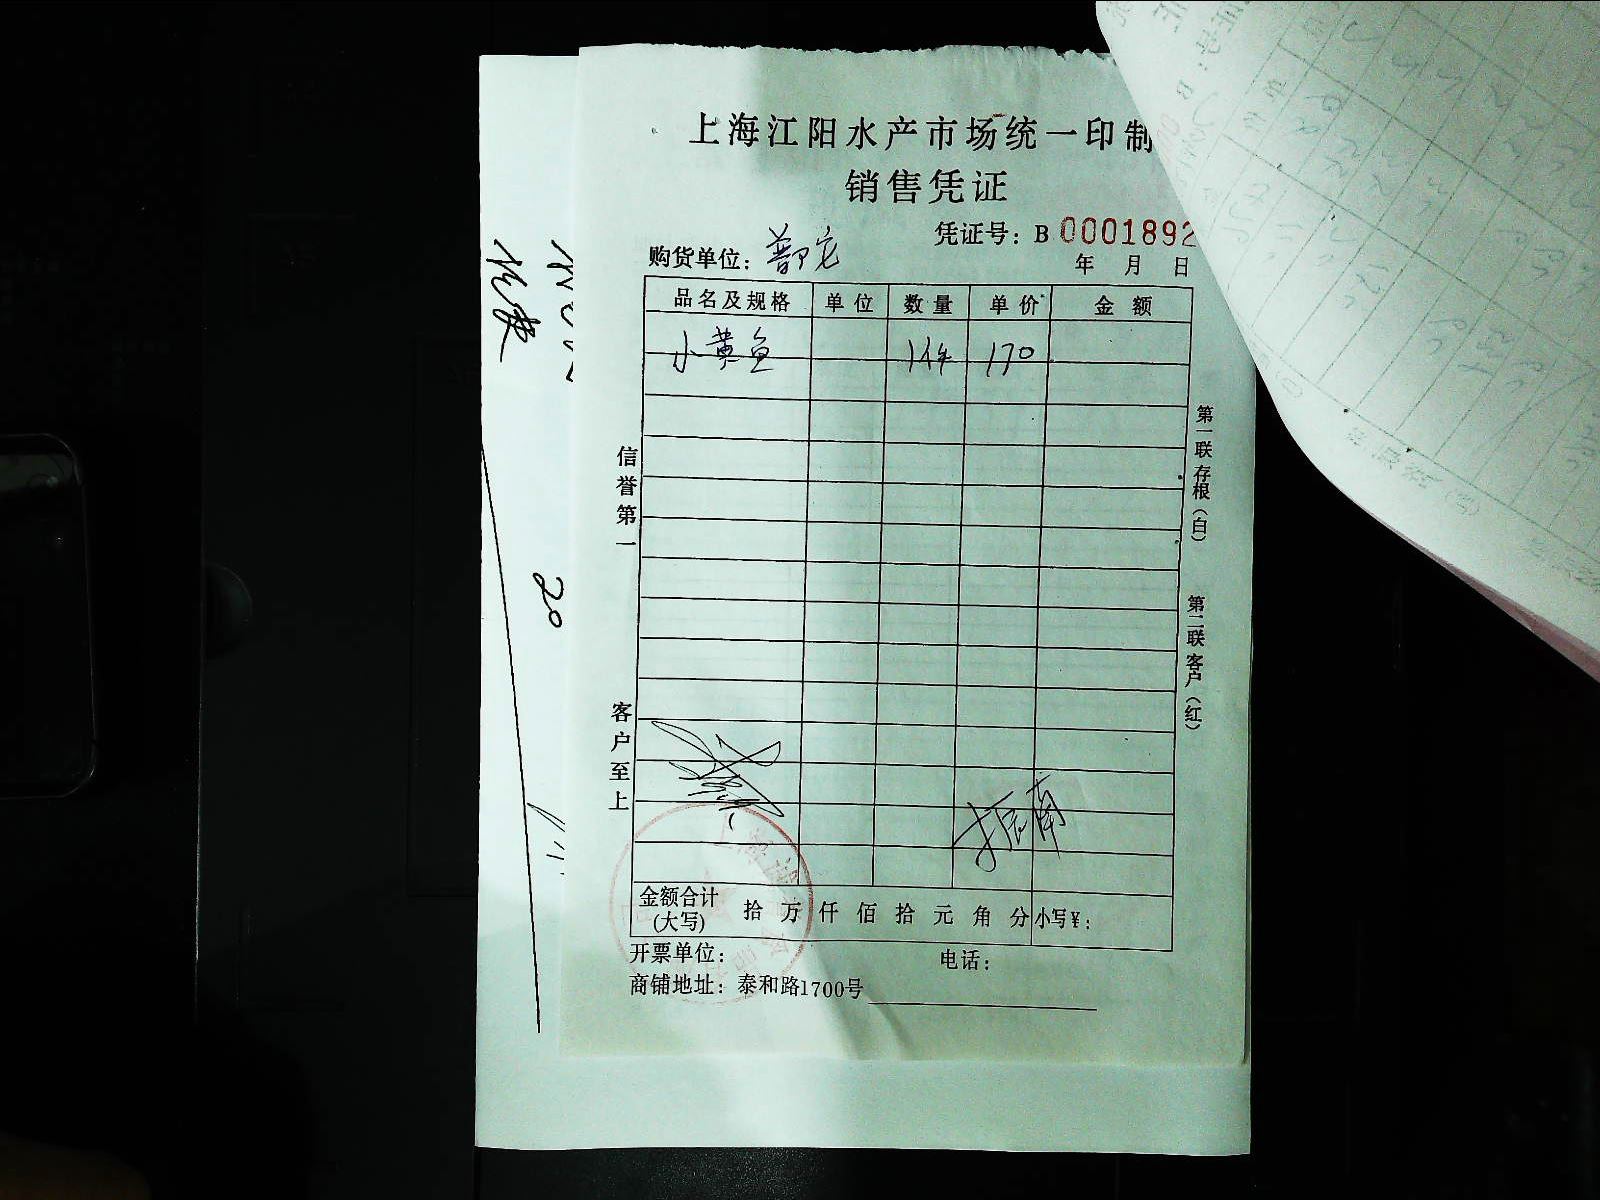 上海江阳水产市场统一印制
销售凭证
凭证号：B 0001892
购货单位：
年 月 日
品名及规格 单位 数量 单价 金额
小黄鱼 1件 170
信誉第一
客户至上
第一联存根（白）
第二联客户（红）
金额合计（大写） 拾 万 仟 佰 拾 元 角 分 小写¥：
开票单位： 电话：
商铺地址：泰和路1700号
20